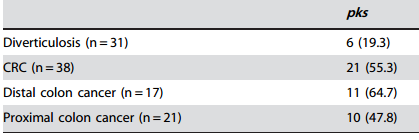 pks
Diverticulosis (n = 31) 6 (19.3)
CRC (n = 38) 21 (55.3)
Distal colon cancer (n = 17) 11 (64.7)
Proximal colon cancer (n = 21) 10 (47.8)